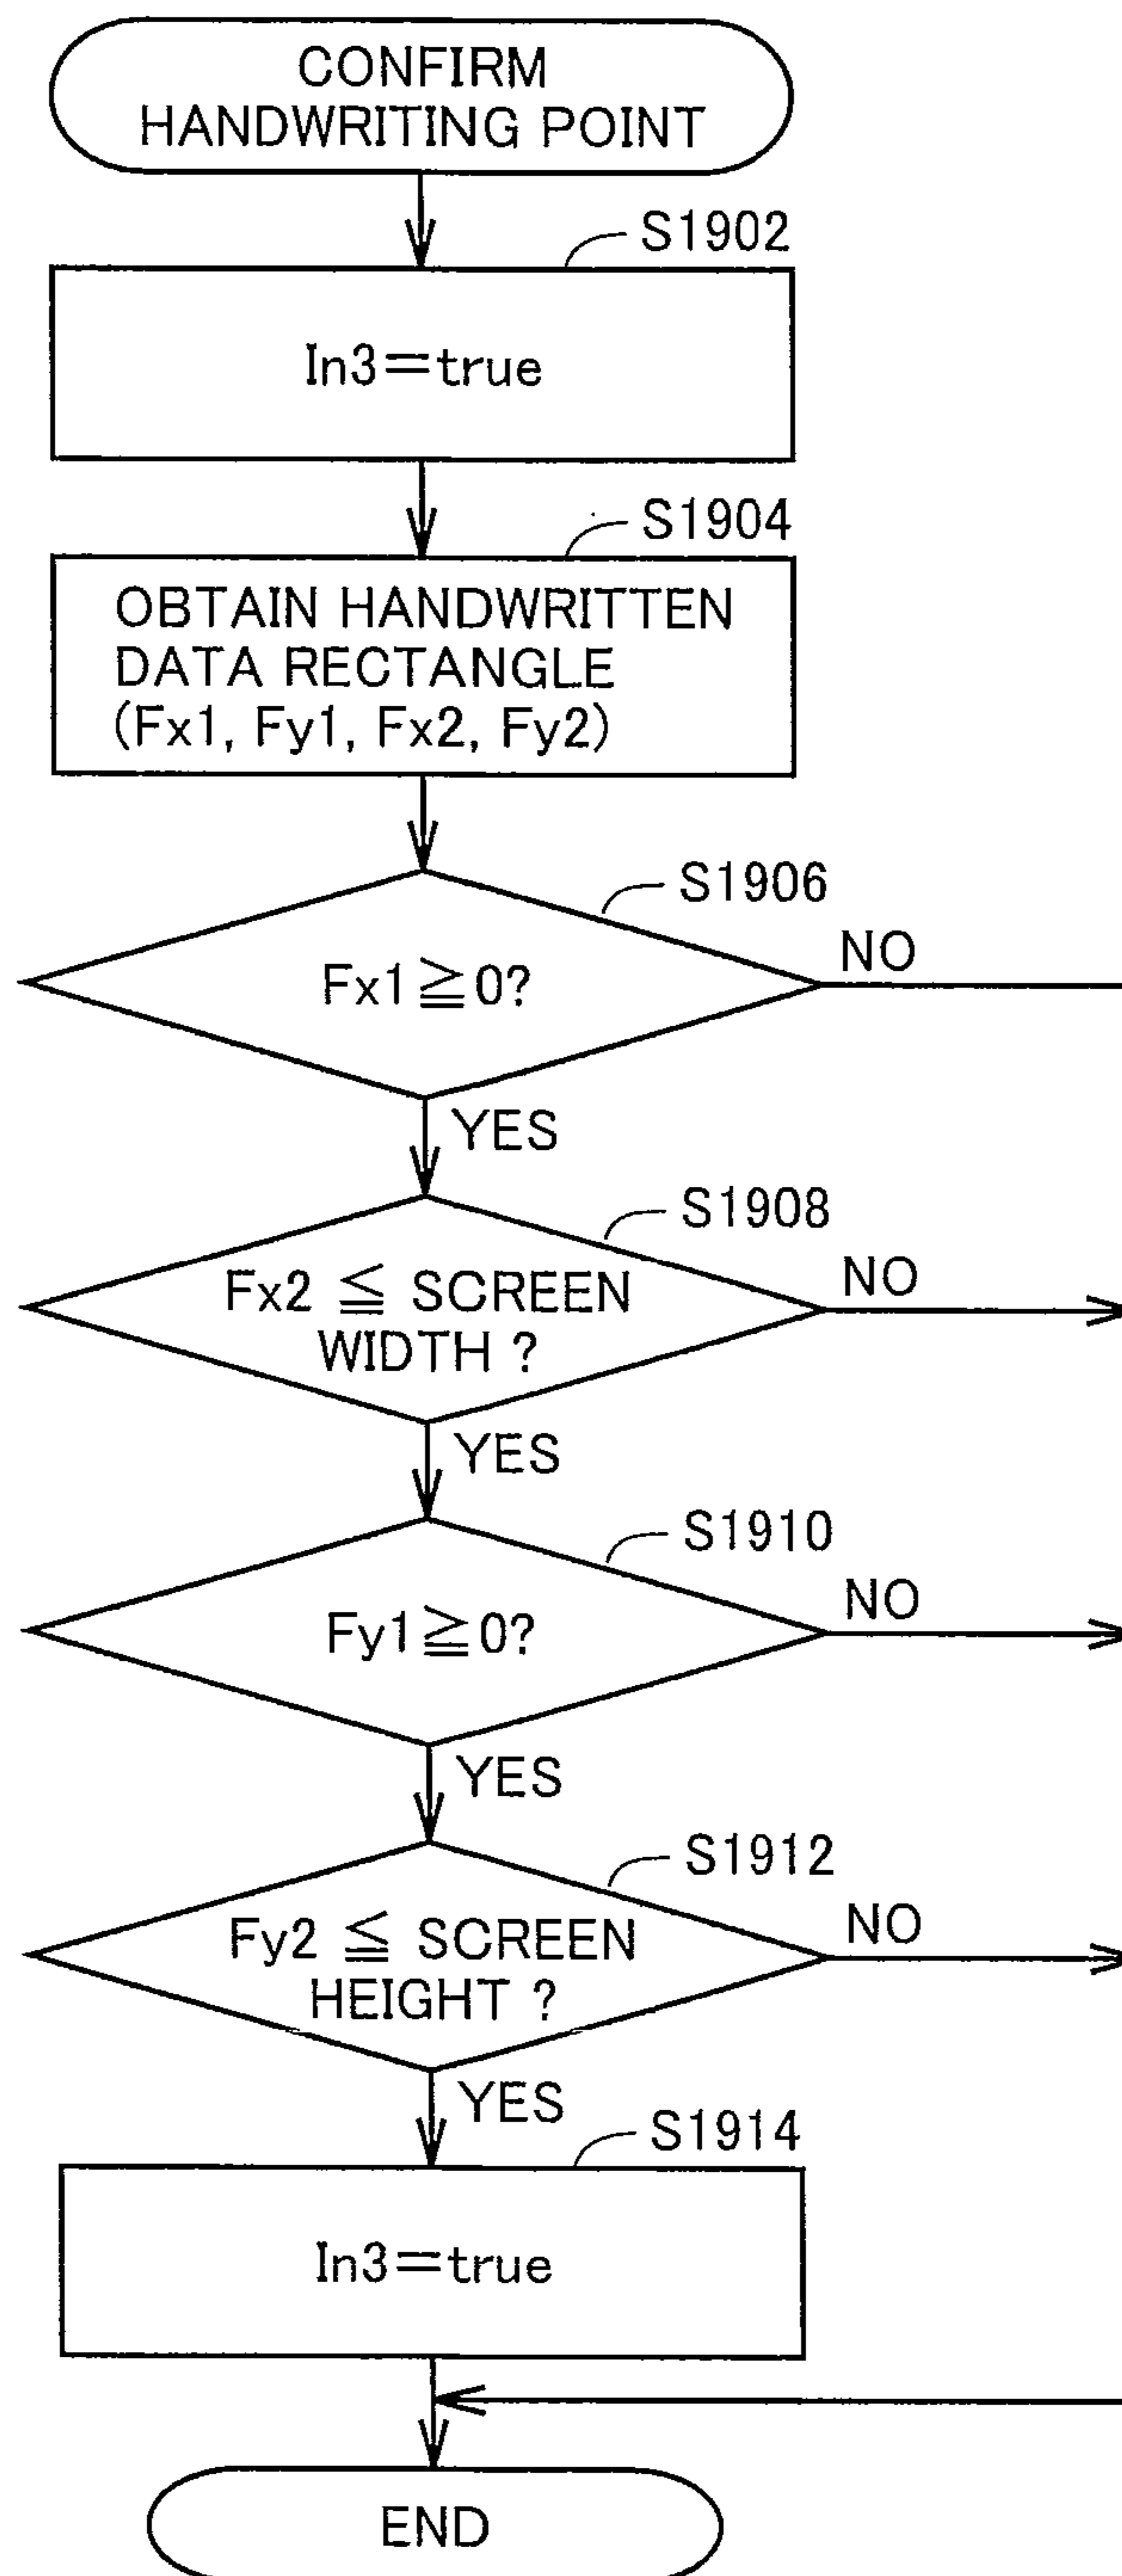 CONFIRM
HANDWRITING POINT
S1902
In3=true
S1904
OBTAIN HANDWRITTEN
DATA RECTANGLE
(Fx1, Fy1, Fx2, Fy2)
S1906
Fx1≧0?
NO
YES
S1908
Fx2 ≦ SCREEN
WIDTH ?
NO
YES
S1910
Fy1≧0?
NO
YES
S1912
Fy2 ≦ SCREEN
HEIGHT ?
NO
YES
S1914
In3=true
END